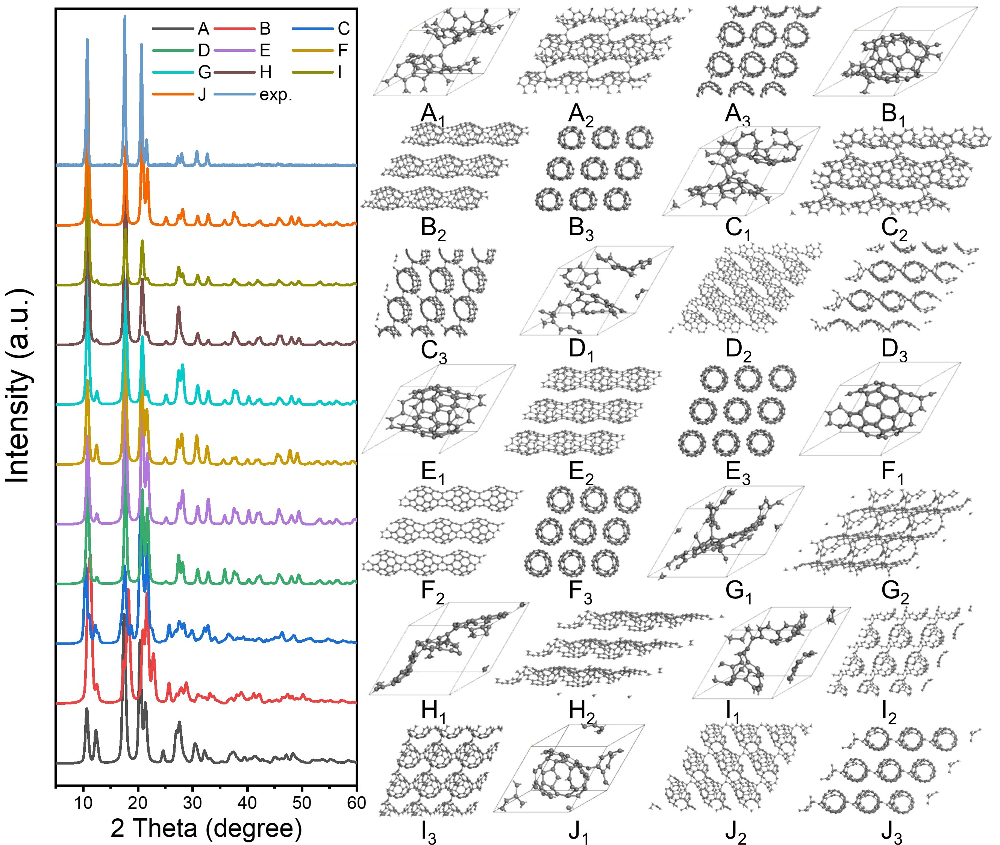 A B C
D E F
G H I
J exp.
Intensity (a.u.)
10 20 30 40 50 60
2 Theta (degree)
A1 A2 A3 B1
B2 B3 C1 C2
C3 D1 D2 D3
E1 E2 E3 F1
F2 F3 G1 G2
H1 H2 I1 I2
I3 J1 J2 J3